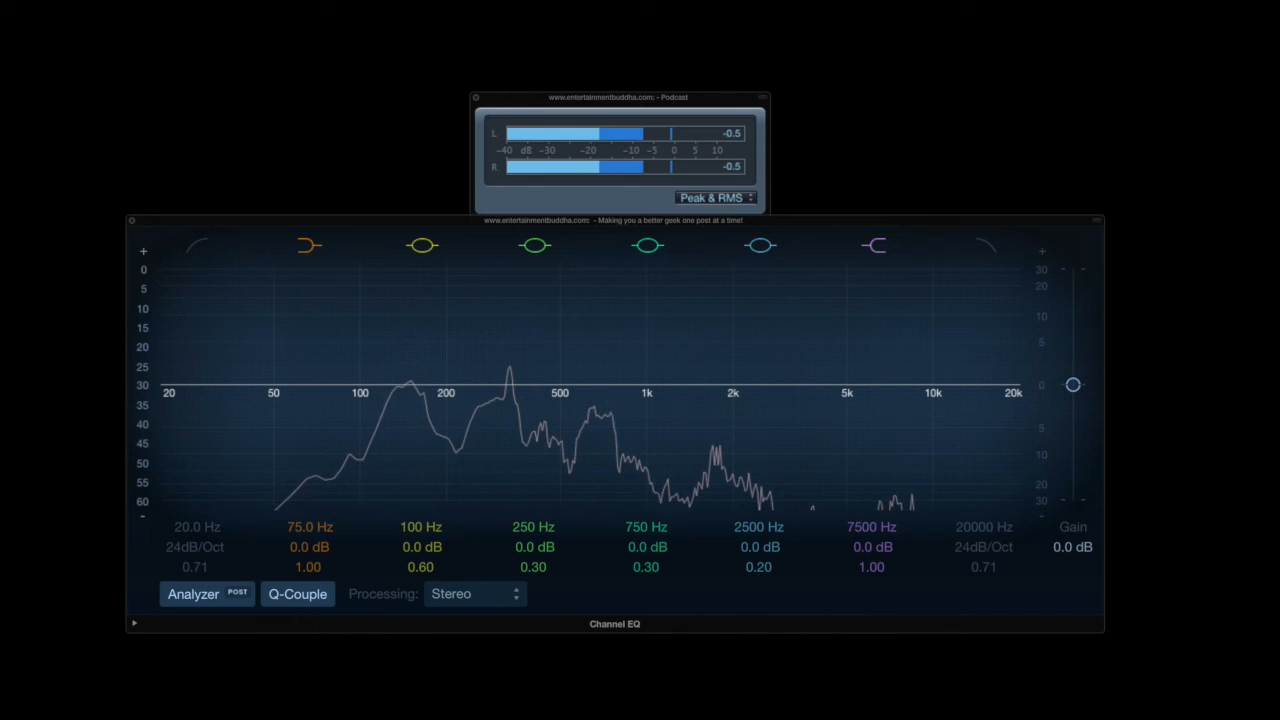 www.entertainmentbuddha.com: - Podcast
L -0.5
-40 dB -30 -20 -10 -5 0 5 10
R -0.5
Peak & RMS
www.entertainmentbuddha.com: - Making you a better geek one post at a time!
+ +
0 30
5 20
10 10
15 5
20
25
30 0
20 50 100 200 500 1k 2k 5k 10k 20k
35
40 5
45 10
50
55 20
60 30
- -
20.0 Hz 75.0 Hz 100 Hz 250 Hz 750 Hz 2500 Hz 7500 Hz 20000 Hz Gain
24dB/Oct 0.0 dB 0.0 dB 0.0 dB 0.0 dB 0.0 dB 0.0 dB 24dB/Oct 0.0 dB
0.71 1.00 0.60 0.30 0.30 0.20 1.00 0.71
Analyzer POST Q-Couple Processing: Stereo
Channel EQ